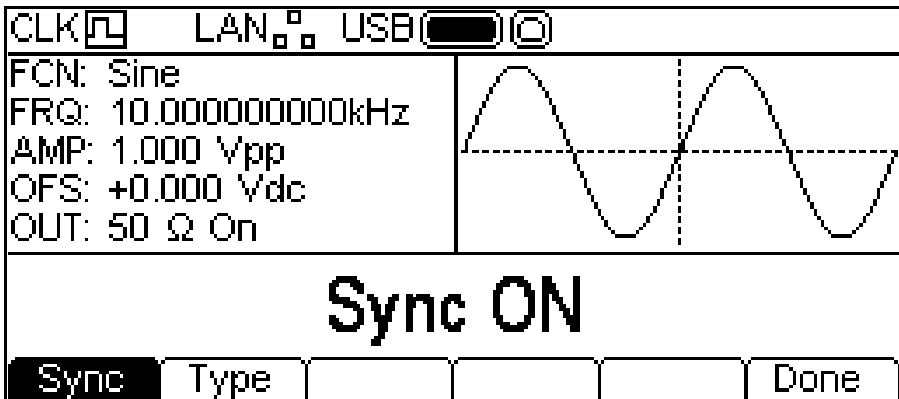 CLK LAN USB
FCN: Sine
FRQ: 10.000000000kHz
AMP: 1.000 Vpp
OFS: +0.000 Vdc
OUT: 50 Ω On
Sync ON
Sync Type Done